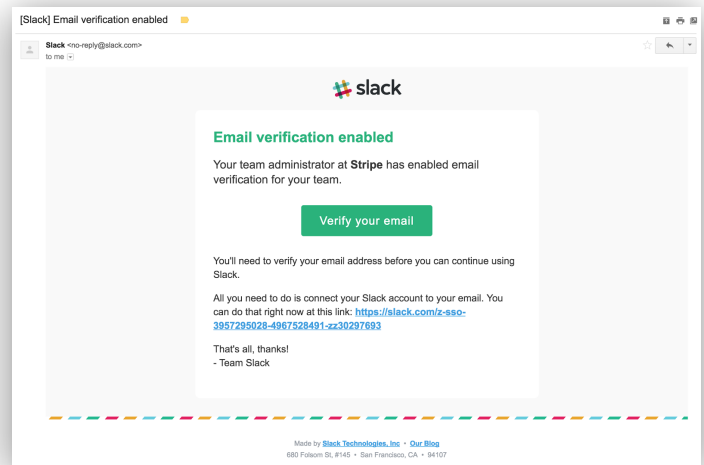 [Slack] Email verification enabled
Slack <no-reply@slack.com>
to me
slack
Email verification enabled
Your team administrator at Stripe has enabled email
verification for your team.
Verify your email
You'll need to verify your email address before you can continue using
Slack.
All you need to do is connect your Slack account to your email. You
can do that right now at this link: https://slack.com/z-sso-
3957295028-4967528491-zz30297693
That's all, thanks!
- Team Slack
Made by Slack Technologies, Inc • Our Blog
680 Folsom St, #145 • San Francisco, CA • 94107